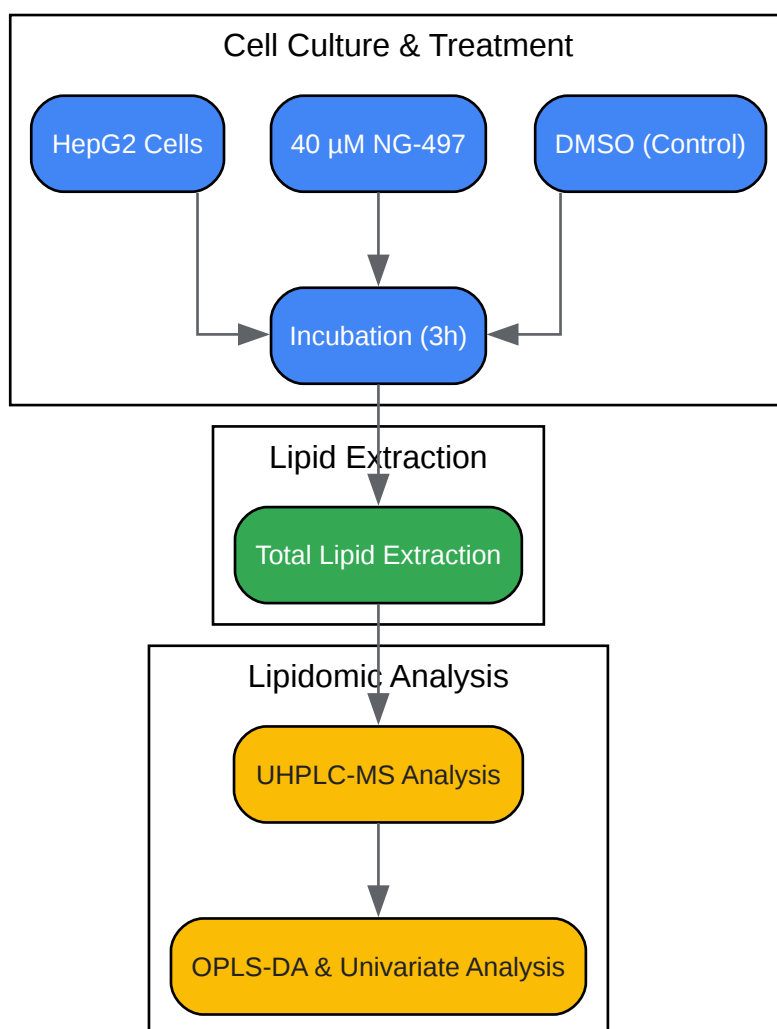 Cell Culture & Treatment
HepG2 Cells
40 µM NG-497
DMSO (Control)
Incubation (3h)
Lipid Extraction
Total Lipid Extraction
Lipidomic Analysis
UHPLC-MS Analysis
OPLS-DA & Univariate Analysis